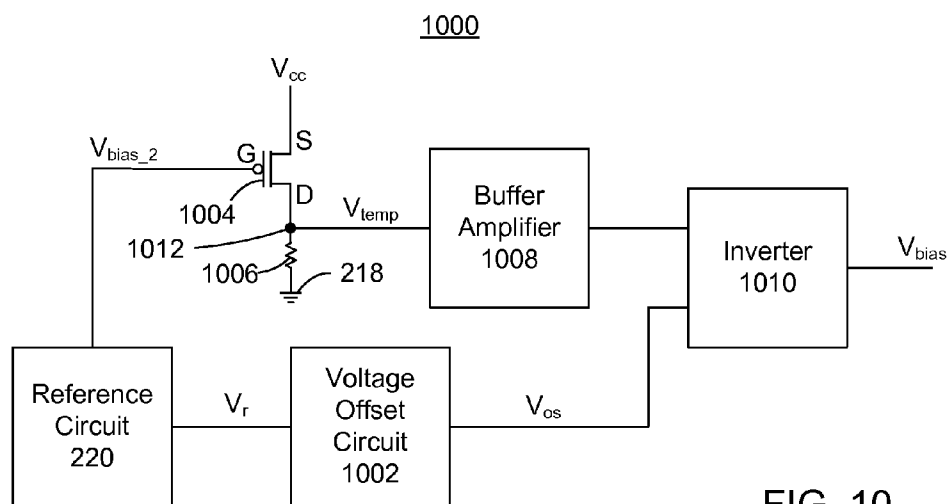 1000
Vcc
Vbias_2
G
S
D
1004
Vtemp
1012
1006
218
Buffer
Amplifier
1008
Inverter
1010
Vbias
Reference
Circuit
220
Vr
Voltage
Offset
Circuit
1002
Vos
FIG. 10